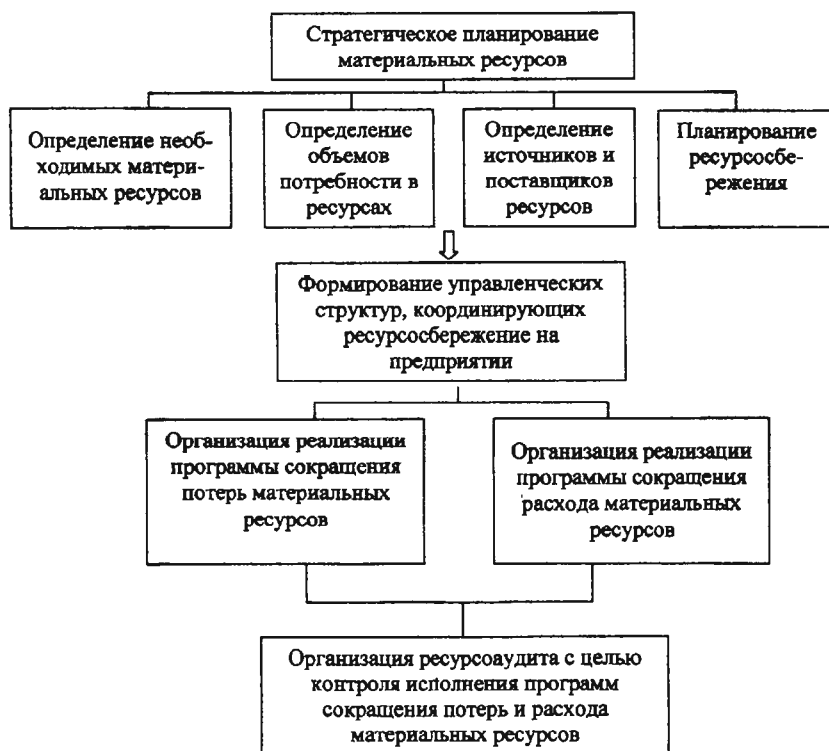 Стратегическое планирование
материальных ресурсов
Определение необ-
ходимых матери-
альных ресурсов
Определение
объемов
потребности в
ресурсах
Определение
источников и
поставщиков
ресурсов
Планирование
ресурсосбе-
режения
Формирование управленческих
структур, координирующих
ресурсосбережение на
предприятии
Организация реализации
программы сокращения
потерь материальных
ресурсов
Организация реализации
программы сокращения
расхода материальных
ресурсов
Организация ресурсоаудита с целью
контроля исполнения программ
сокращения потерь и расхода
материальных ресурсов